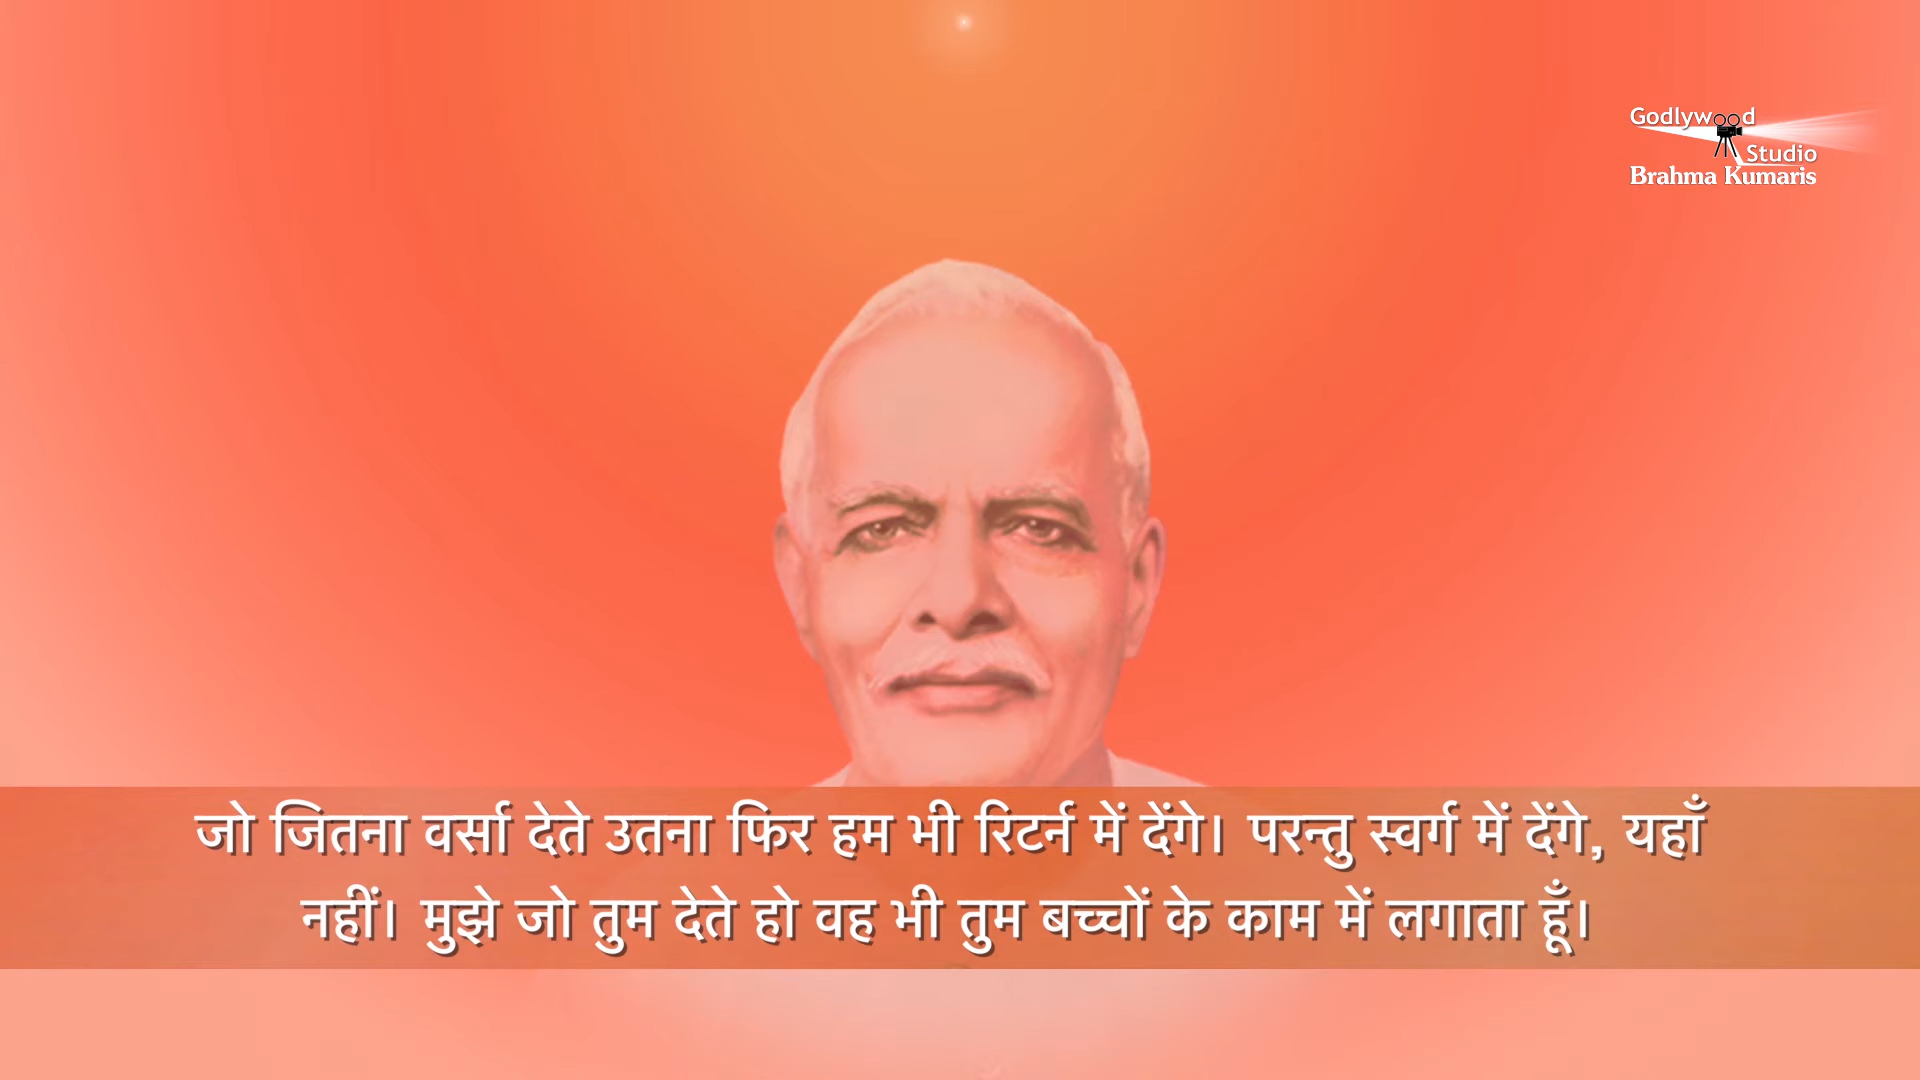 Godlywood
Studio
Brahma Kumaris
जो जितना वर्सा देते उतना फिर हम भी रिटर्न में देंगे। परन्तु स्वर्ग में देंगे, यहाँ
नहीं। मुझे जो तुम देते हो वह भी तुम बच्चों के काम में लगाता हूँ।